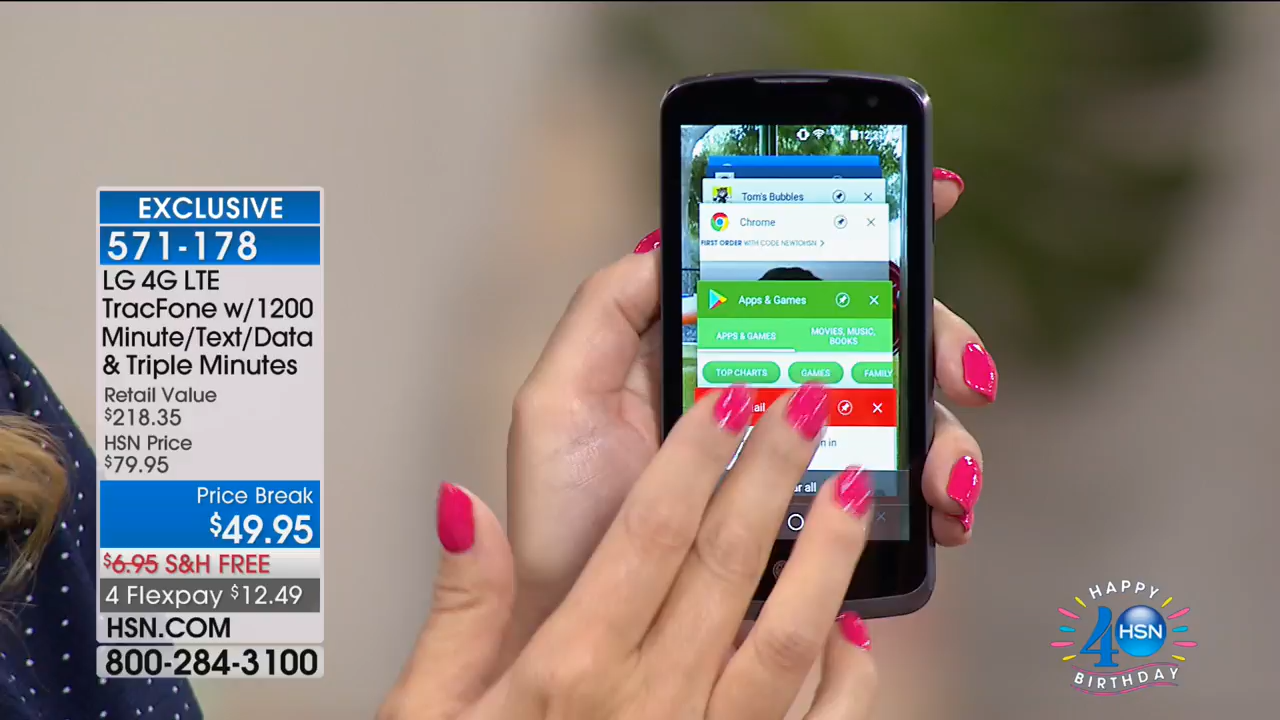 EXCLUSIVE
571-178
LG 4G LTE
TracFone w/1200
Minute/Text/Data
& Triple Minutes
Retail Value
$218.35
HSN Price
$79.95
Price Break
$49.95
$6.95 S&H FREE
4 Flexpay $12.49
HSN.COM
800-284-3100
Tom's Bubbles
Chrome
FIRST ORDER WITH CODE NEWTOHSN >
Apps & Games
APPS & GAMES
MOVIES, MUSIC,
BOOKS
TOP CHARTS
GAMES
FAMILY
all
HAPPY
40
HSN
BIRTHDAY